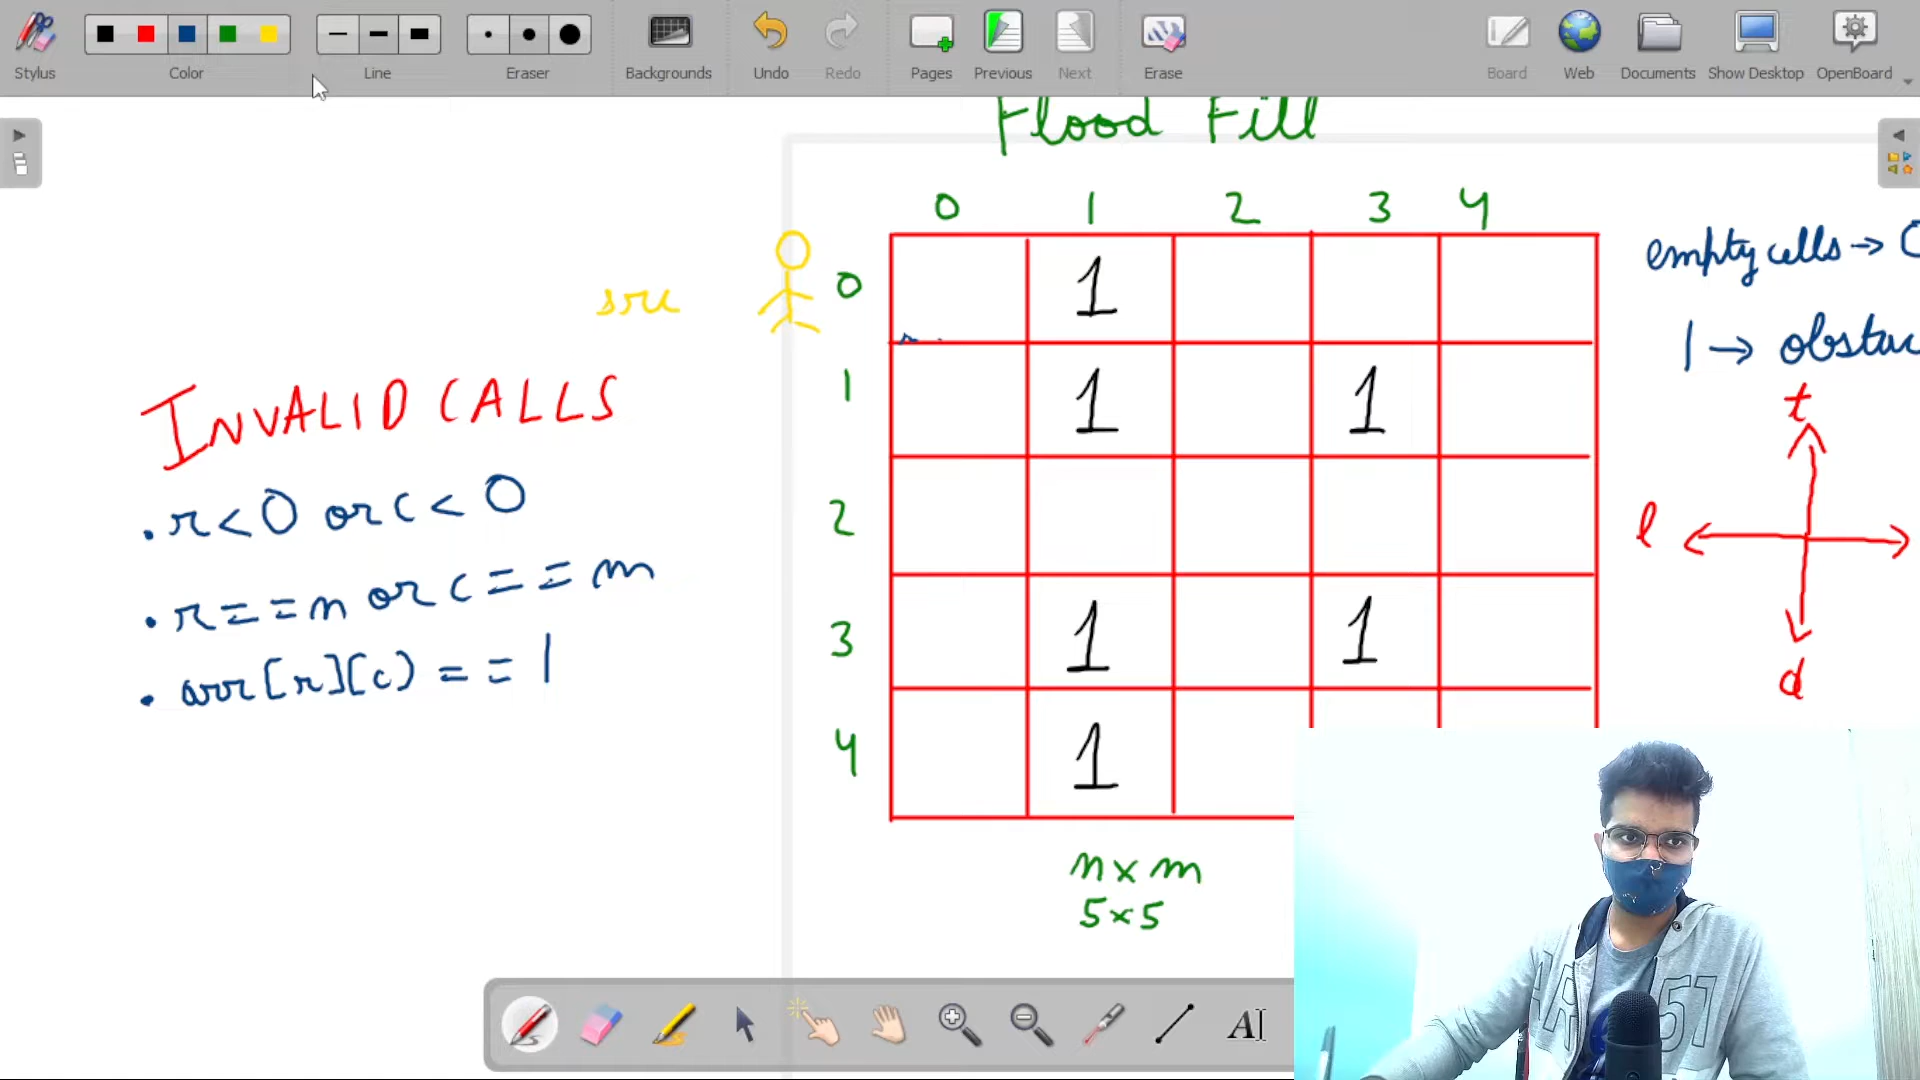 Stylus Color Line Eraser Backgrounds Undo Redo Pages Previous Next Erase Board Web Documents Show Desktop OpenBoard
Flood Fill
0 1 2 3 4
src
0 1
1 1 1
2
3 1 1
4 1
INVALID CALLS
. r<0 or c<0
. r==n or c==m
. arr[r][c]==1
empty cells → 0
1 → obstac
t
l
d
n x m
5x5
AI
51